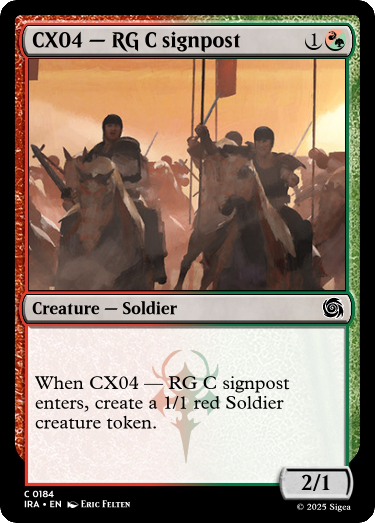 CX04 — RG C signpost 1
Creature — Soldier
When CX04 — RG C signpost
enters, create a 1/1 red Soldier
creature token.
2/1
C 0184
IRA • EN Eric Felten
© 2025 Sigea